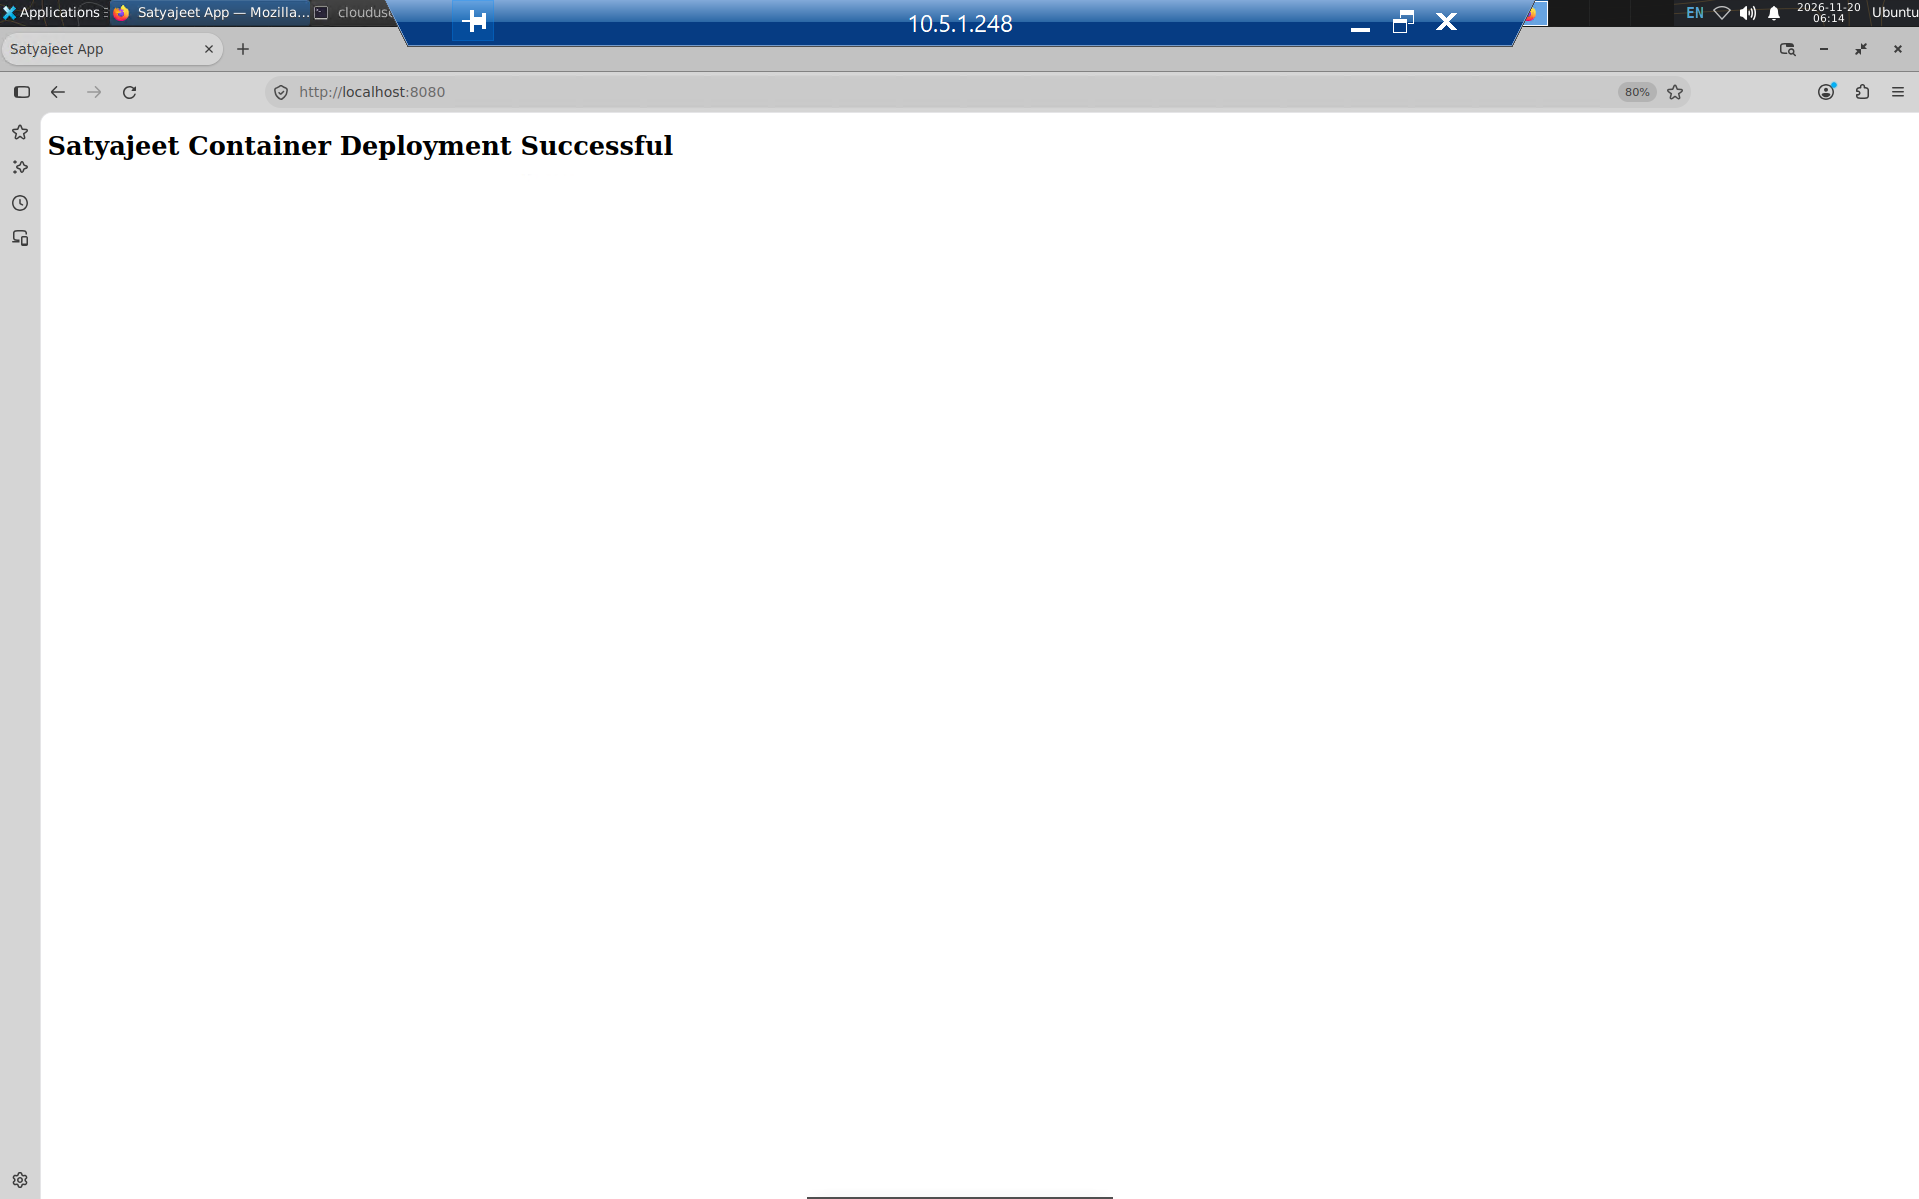 Applications
Satyajeet App — Mozilla...
clouduse
10.5.1.248
EN
2026-11-20
06:14
Ubuntu
Satyajeet App
http://localhost:8080
80%
Satyajeet Container Deployment Successful